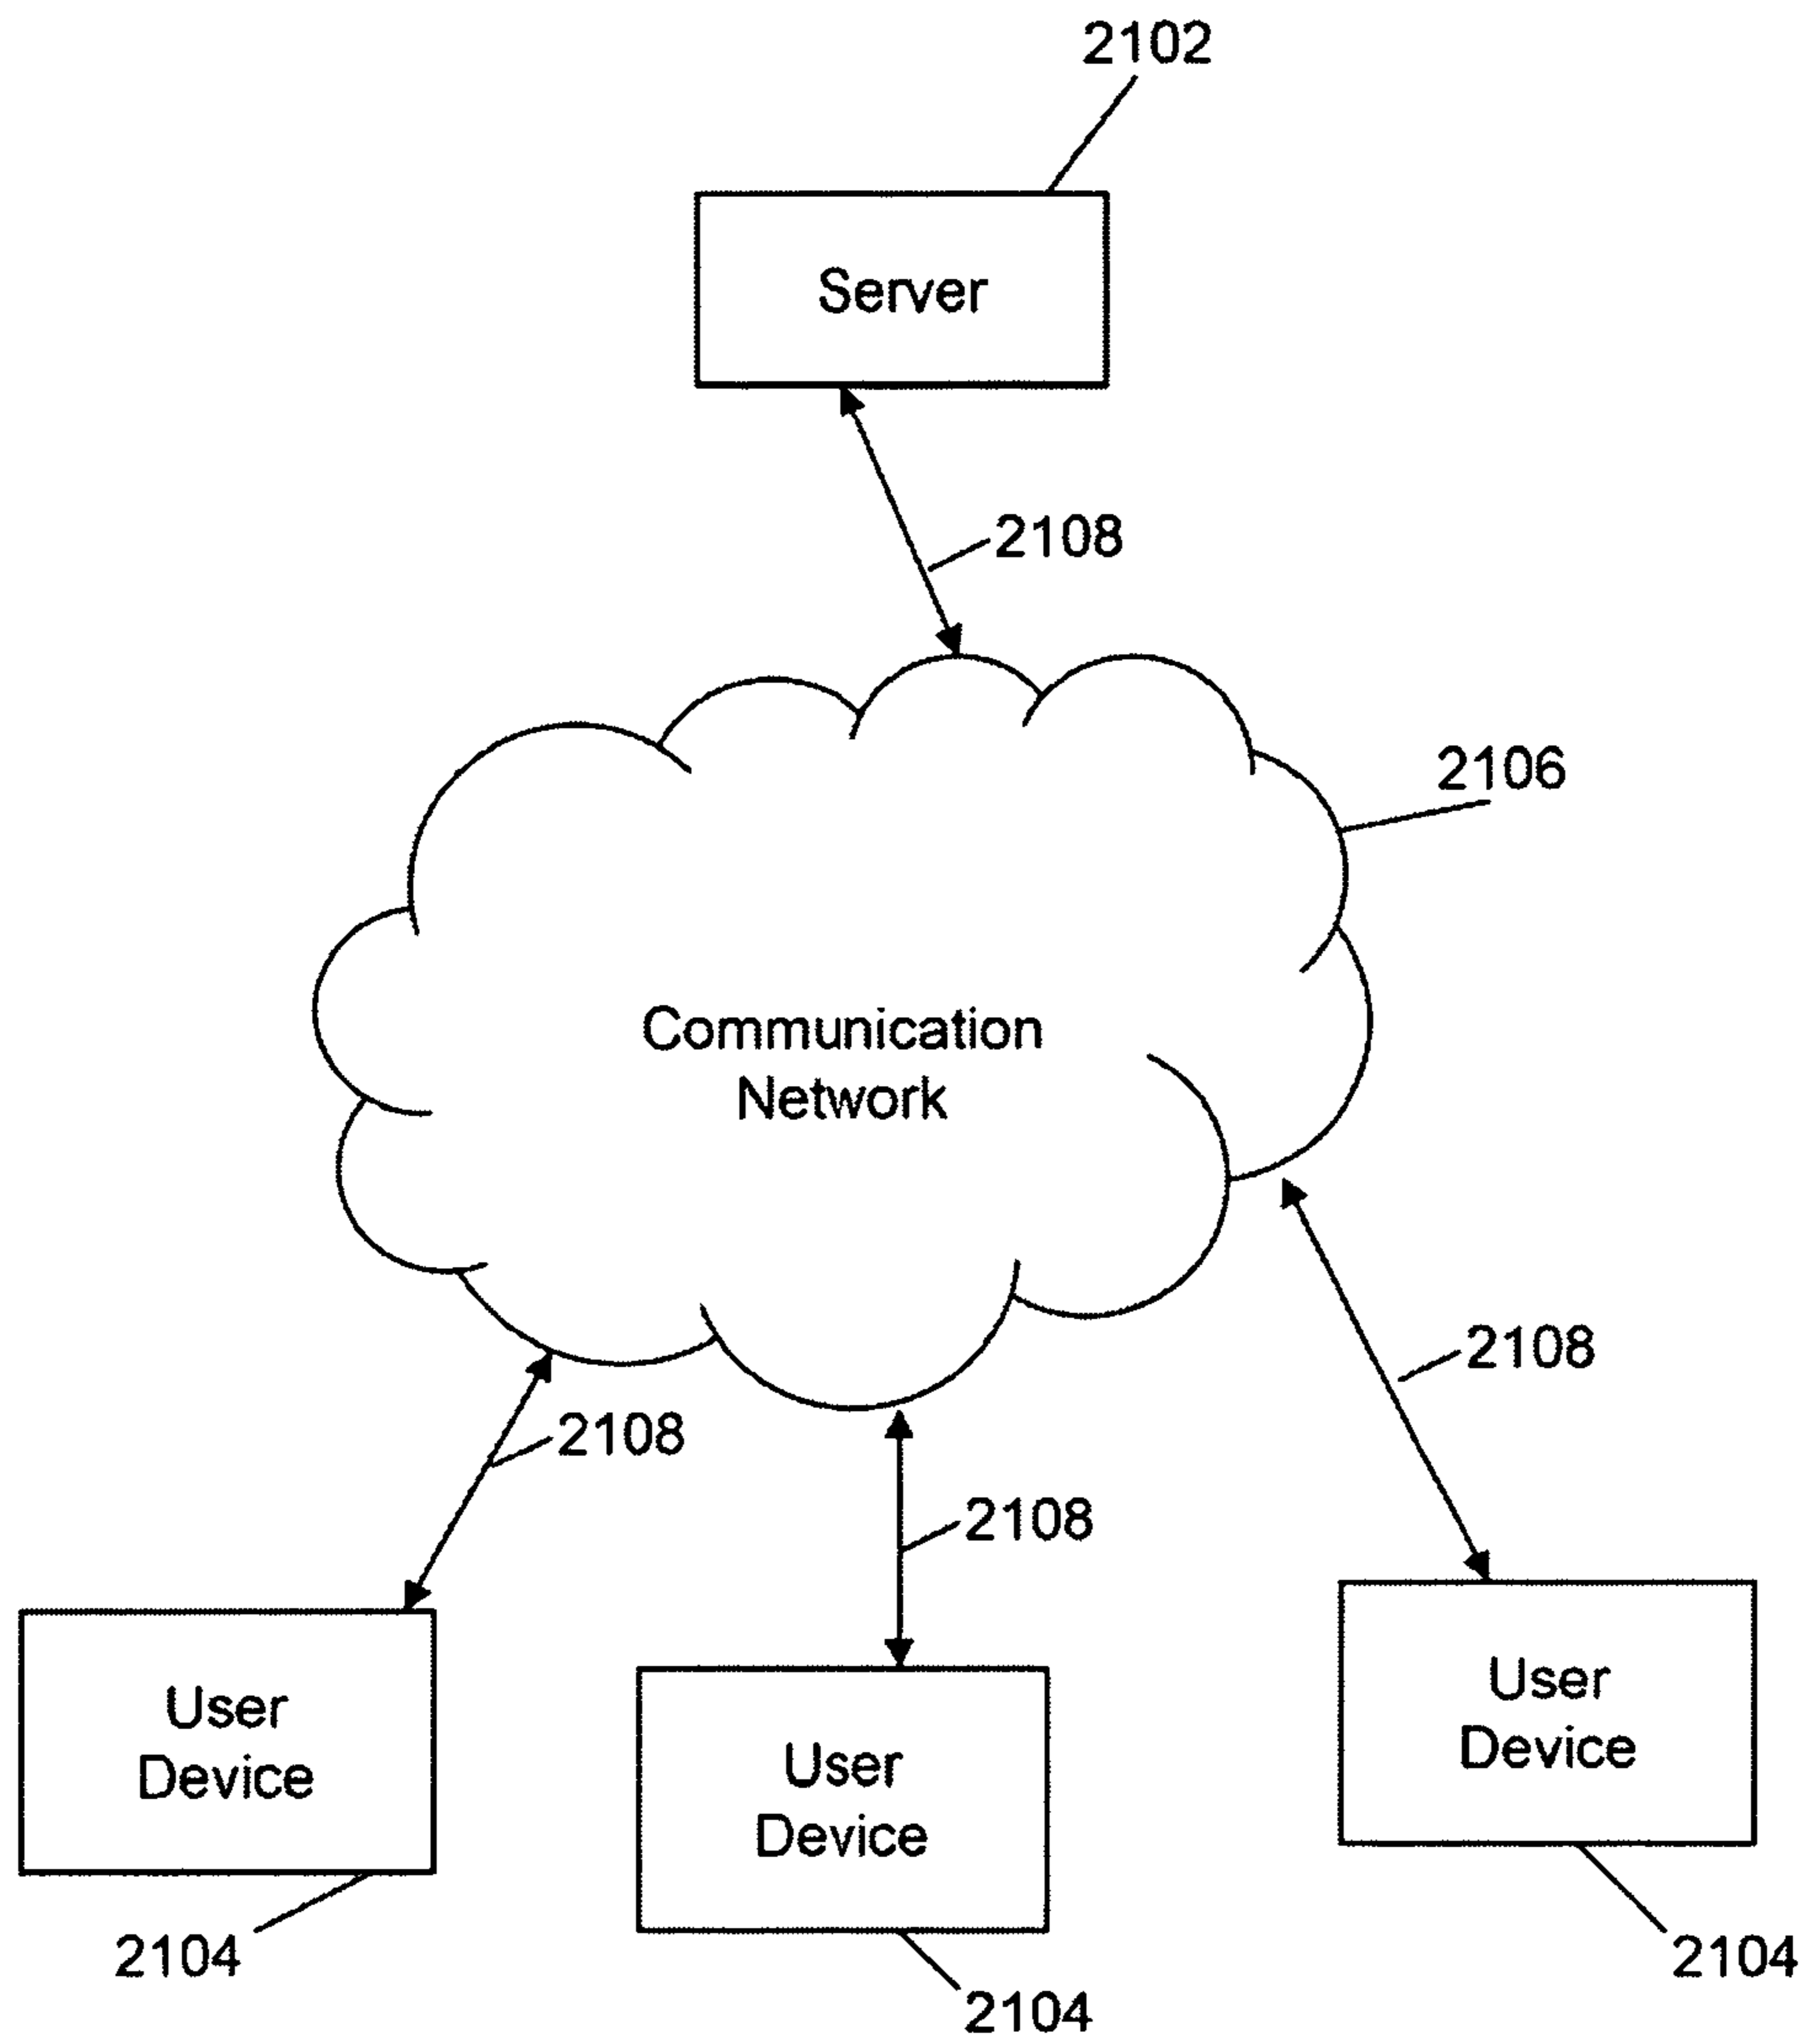 2102
Server
2108
2106
Communication
Network
2108
2108
2108
User
Device
User
Device
User
Device
2104
2104
2104